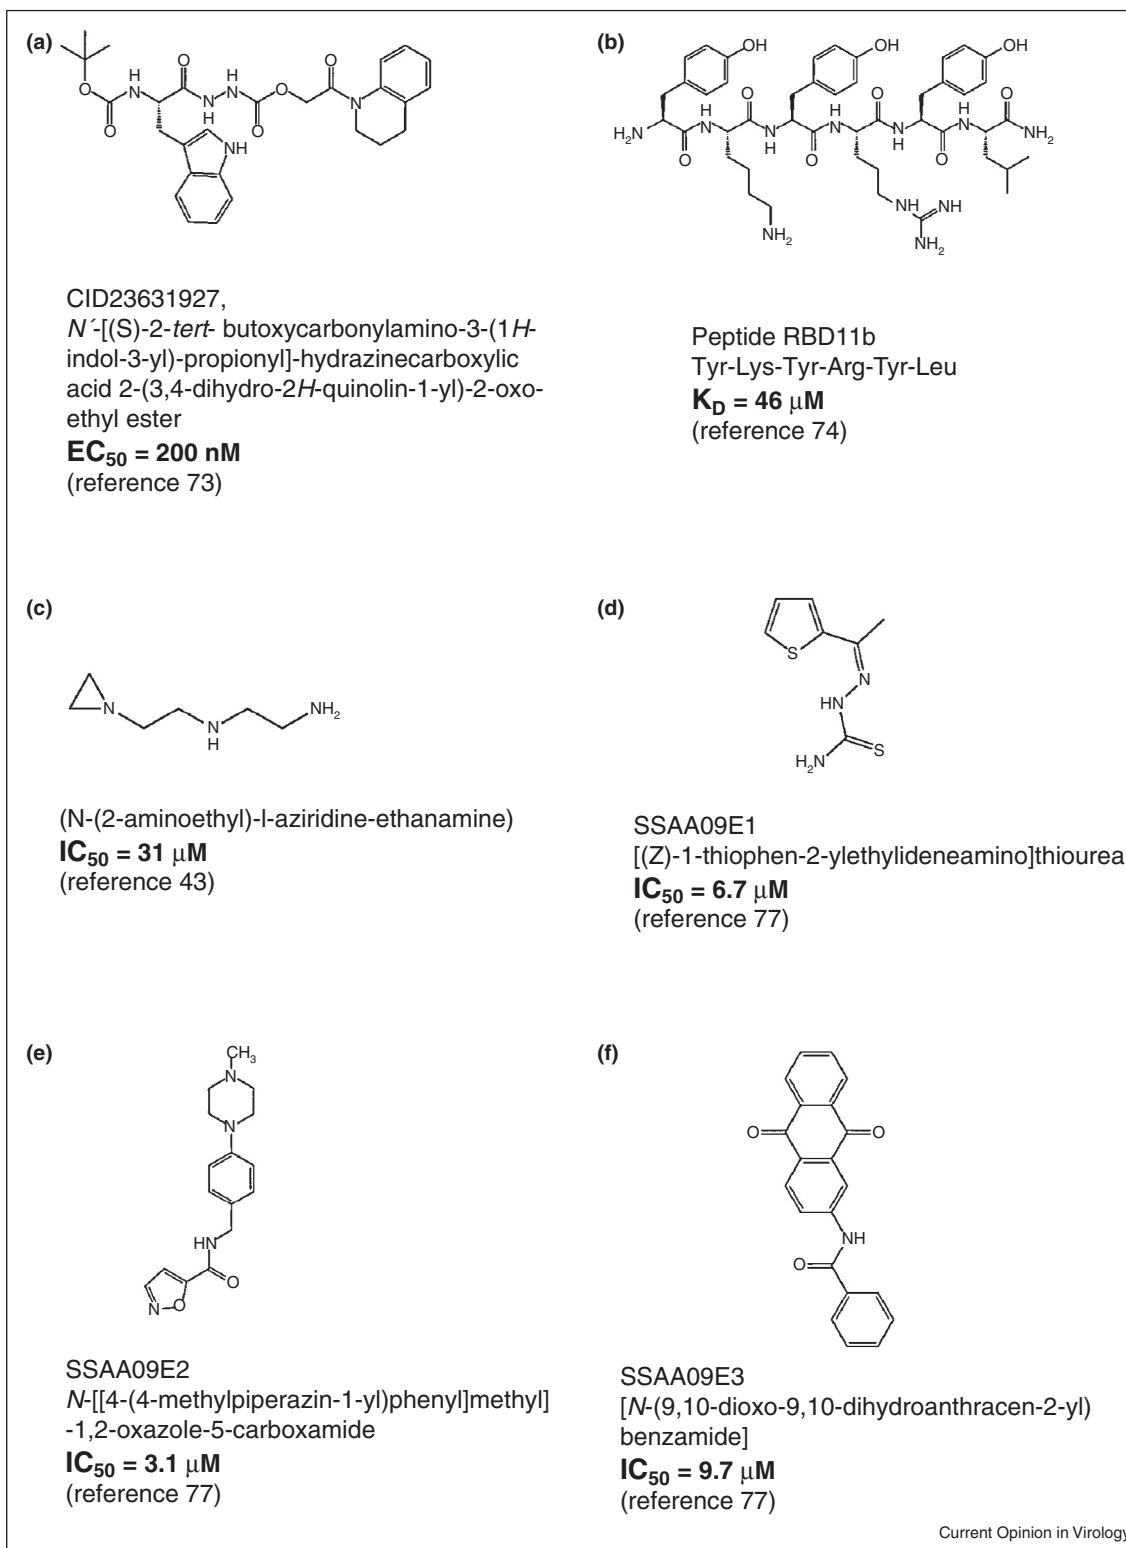 (a)
O
H
N
O
O
N
H
H
N
O
O
O
N
NH
(b)
OH
OH
OH
H2N
O
H
N
O
N
H
O
H
N
O
N
H
O
H
N
O
NH2
NH2
NH
NH
NH2
CID23631927,
N´-[(S)-2-tert- butoxycarbonylamino-3-(1H-
indol-3-yl)-propionyl]-hydrazinecarboxylic
acid 2-(3,4-dihydro-2H-quinolin-1-yl)-2-oxo-
ethyl ester
EC50 = 200 nM
(reference 73)
Peptide RBD11b
Tyr-Lys-Tyr-Arg-Tyr-Leu
KD = 46 μM
(reference 74)
(c)
N
N
H
NH2
(N-(2-aminoethyl)-l-aziridine-ethanamine)
IC50 = 31 μM
(reference 43)
(d)
S
N
HN
H2N
S
SSAA09E1
[(Z)-1-thiophen-2-ylethylideneamino]thiourea
IC50 = 6.7 μM
(reference 77)
(e)
CH3
N
N
HN
O
N
O
SSAA09E2
N-[[4-(4-methylpiperazin-1-yl)phenyl]methyl]
-1,2-oxazole-5-carboxamide
IC50 = 3.1 μM
(reference 77)
(f)
O
O
NH
O
SSAA09E3
[N-(9,10-dioxo-9,10-dihydroanthracen-2-yl)
benzamide]
IC50 = 9.7 μM
(reference 77)
Current Opinion in Virology